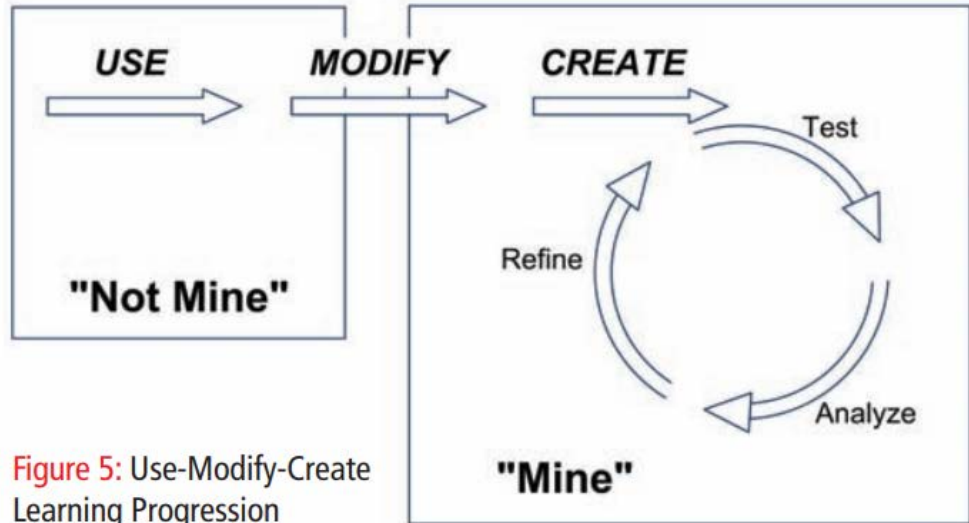 USE
MODIFY
CREATE
Test
Refine
"Not Mine"
Analyze
"Mine"
Figure 5: Use-Modify-Create
Learning Progression